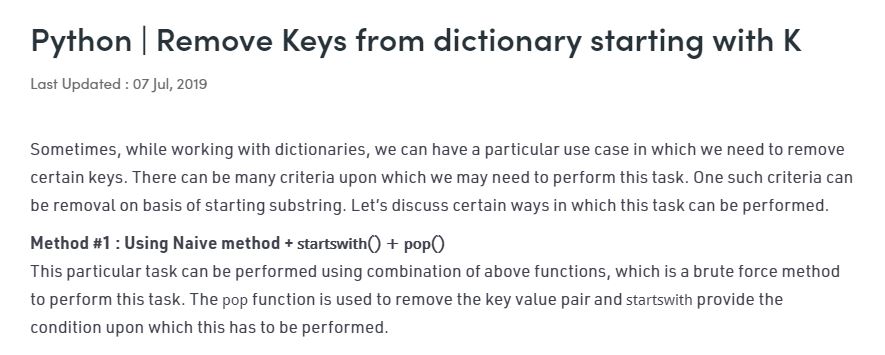 Python | Remove Keys from dictionary starting with K
Last Updated : 07 Jul, 2019
Sometimes, while working with dictionaries, we can have a particular use case in which we need to remove
certain keys. There can be many criteria upon which we may need to perform this task. One such criteria can
be removal on basis of starting substring. Let’s discuss certain ways in which this task can be performed.
Method #1 : Using Naive method + startswith() + pop()
This particular task can be performed using combination of above functions, which is a brute force method
to perform this task. The pop function is used to remove the key value pair and startswith provide the
condition upon which this has to be performed.